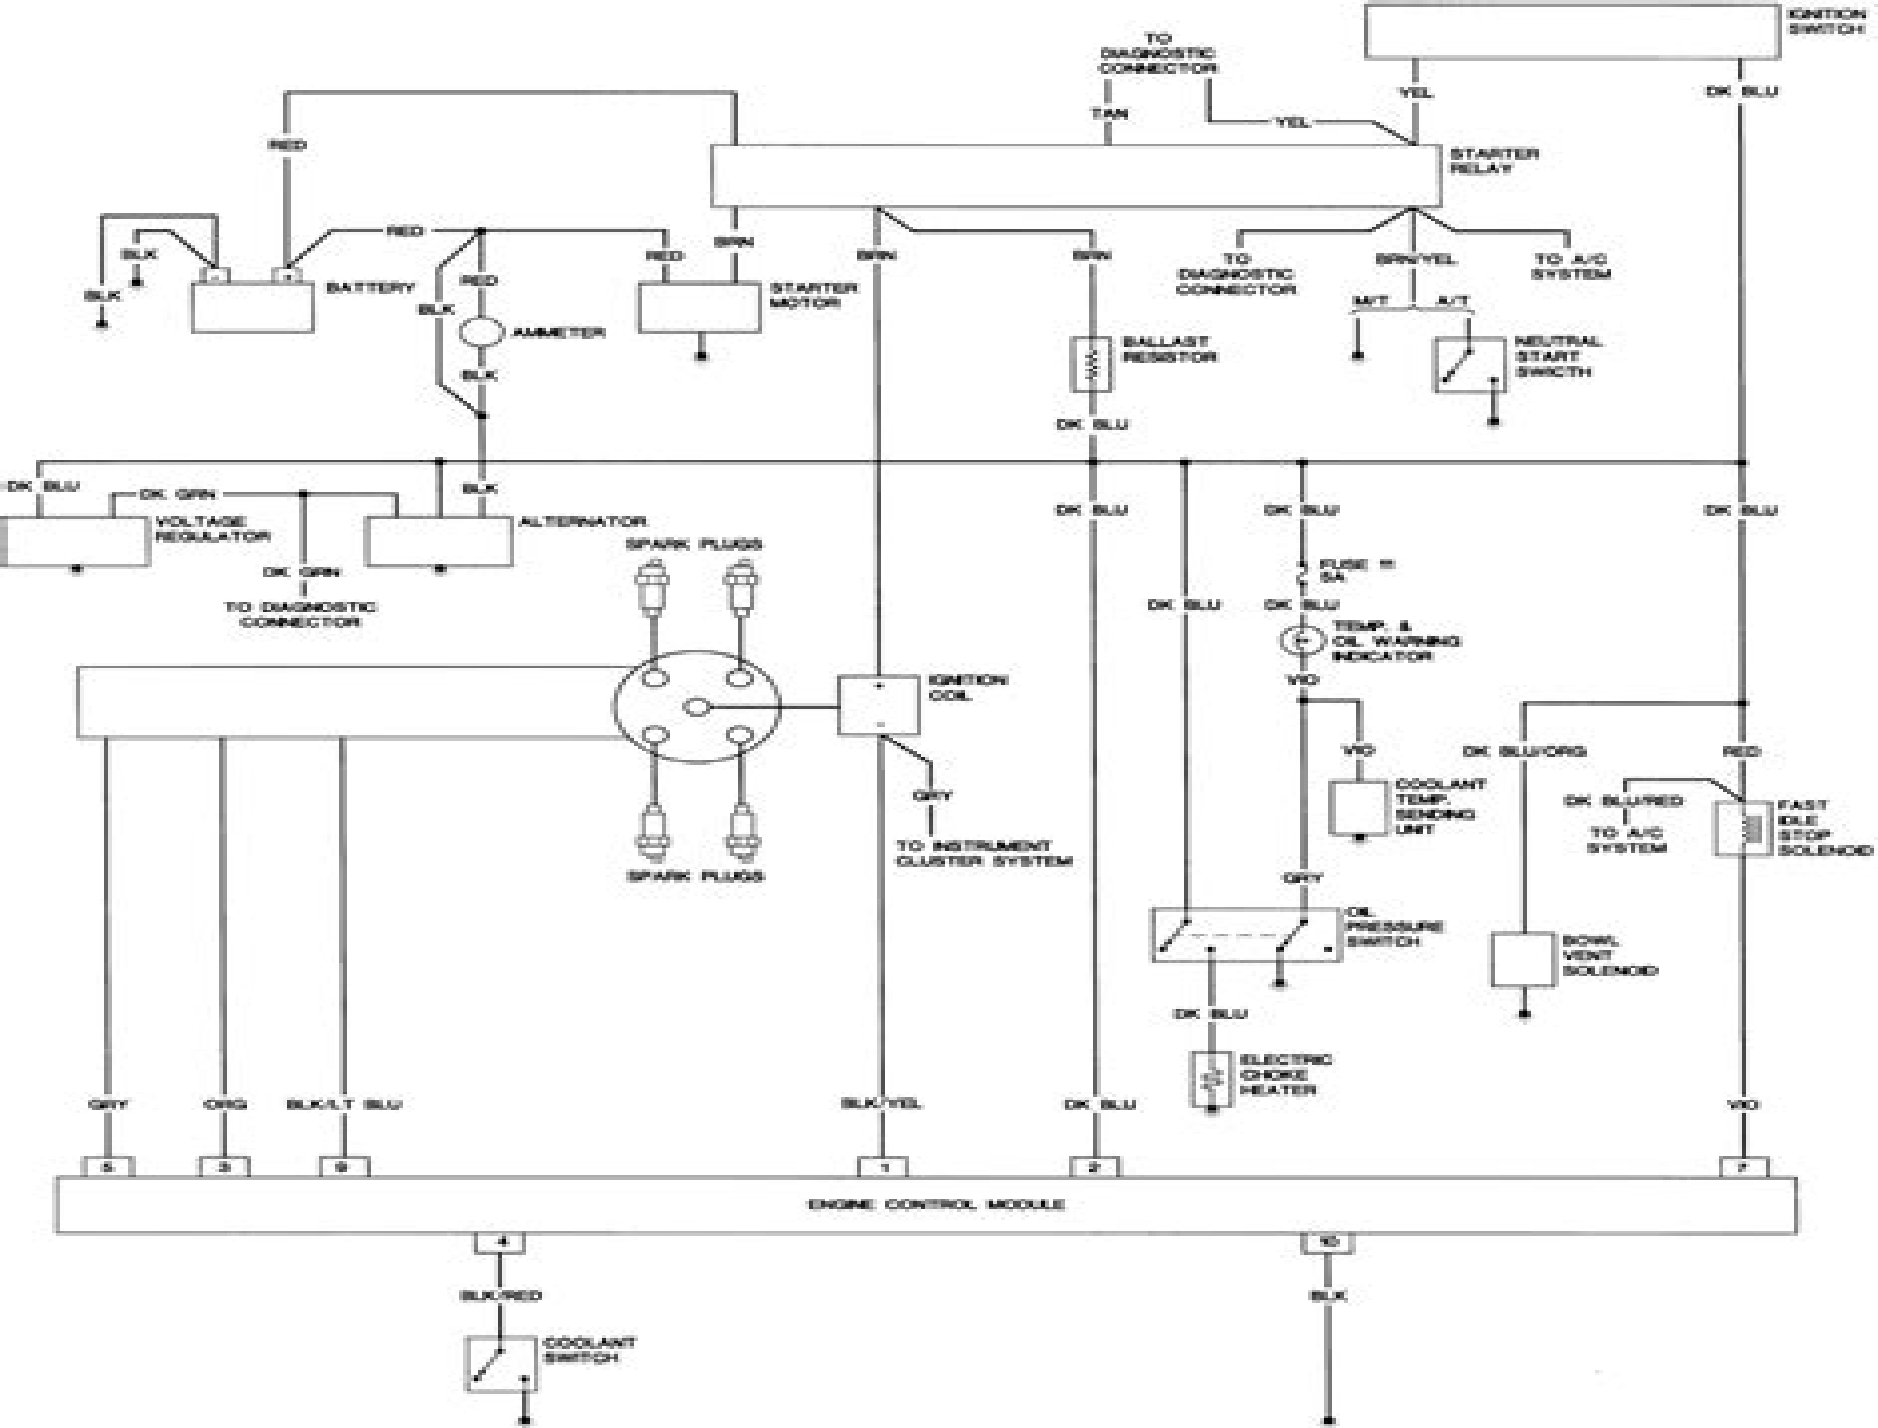 IGNITION
SWITCH
TO
DIAGNOSTIC
CONNECTOR
YEL
DK BLU
TAN
YEL
RED
STARTER
RELAY
RED
BRN
BLK
RED
BRN
BRN
TO
DIAGNOSTIC
CONNECTOR
BRN/YEL
TO A/C
SYSTEM
BLK
BATTERY
RED
BLK
STARTER
MOTOR
M/T
A/T
AMMETER
BALLAST
RESISTOR
NEUTRAL
START
SWICTH
BLK
DK BLU
DK BLU
DK GRN
BLK
DK BLU
DK BLU
DK BLU
VOLTAGE
REGULATOR
ALTERNATOR
SPARK PLUGS
DK GRN
TO DIAGNOSTIC
CONNECTOR
FUSE 11
5A
DK BLU
DK BLU
TEMP. &
OIL WARNING
INDICATOR
VIO
IGNITION
COIL
VIO
DK BLU/ORG
RED
GRY
COOLANT
TEMP.
SENDING
UNIT
DK BLU/RED
TO A/C
SYSTEM
FAST
IDLE
STOP
SOLENOID
TO INSTRUMENT
CLUSTER SYSTEM
SPARK PLUGS
GRY
OIL
PRESSURE
SWITCH
BOWL
VENT
SOLENOID
DK BLU
ELECTRIC
CHOKE
HEATER
GRY
ORG
BLK/LT BLU
BLK/YEL
DK BLU
VIO
5
3
9
1
2
7
ENGINE CONTROL MODULE
4
10
BLK/RED
BLK
COOLANT
SWITCH